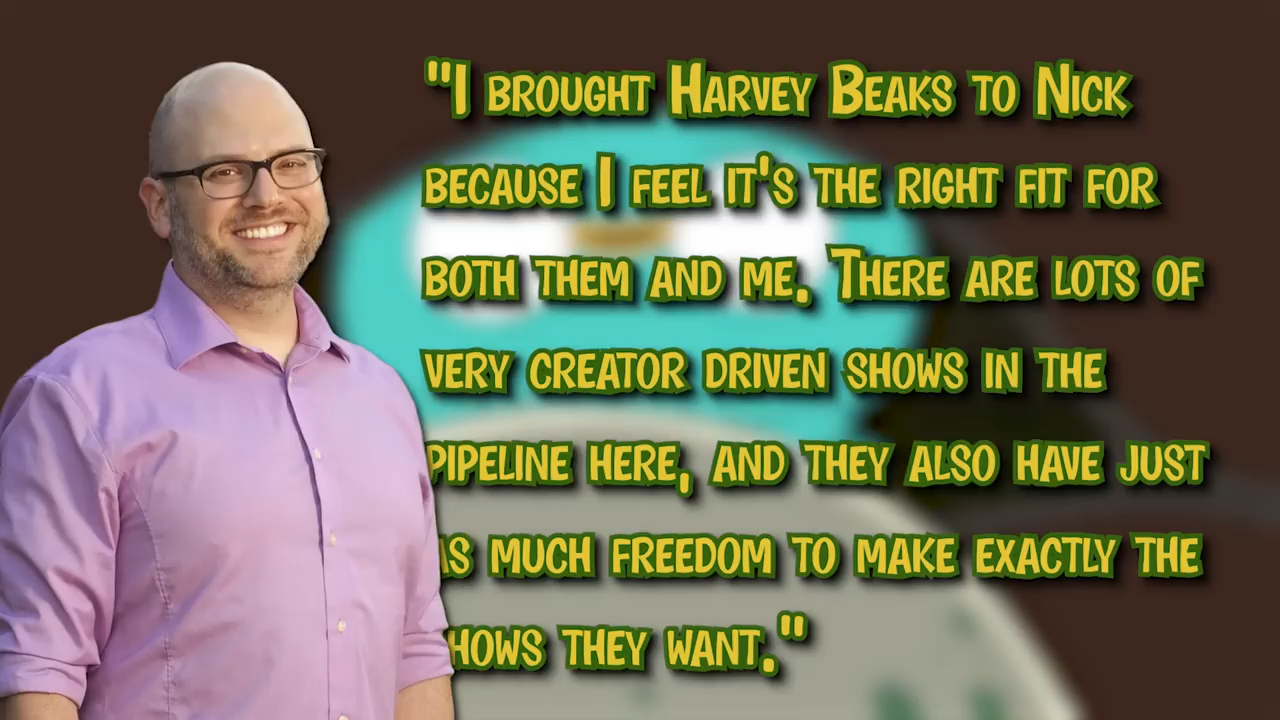 "I brought Harvey Beaks to Nick
because I feel it's the right fit for
both them and me. There are lots of
very creator driven shows in the
pipeline here, and they also have just
as much freedom to make exactly the
shows they want."